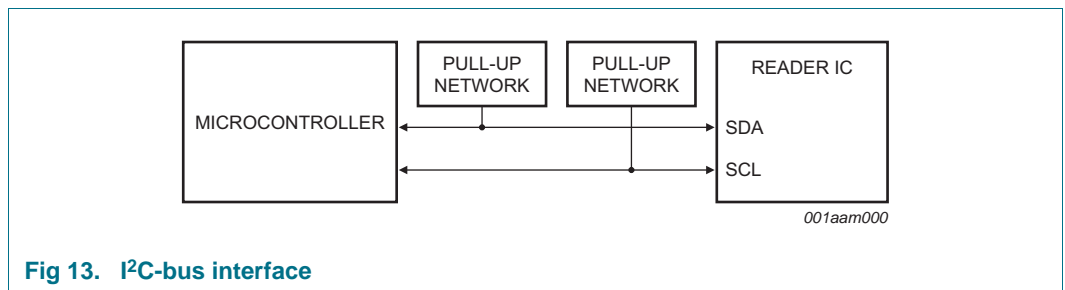 PULL-UP
NETWORK
PULL-UP
NETWORK
READER IC
MICROCONTROLLER
SDA
SCL
001aam000
Fig 13. I2C-bus interface